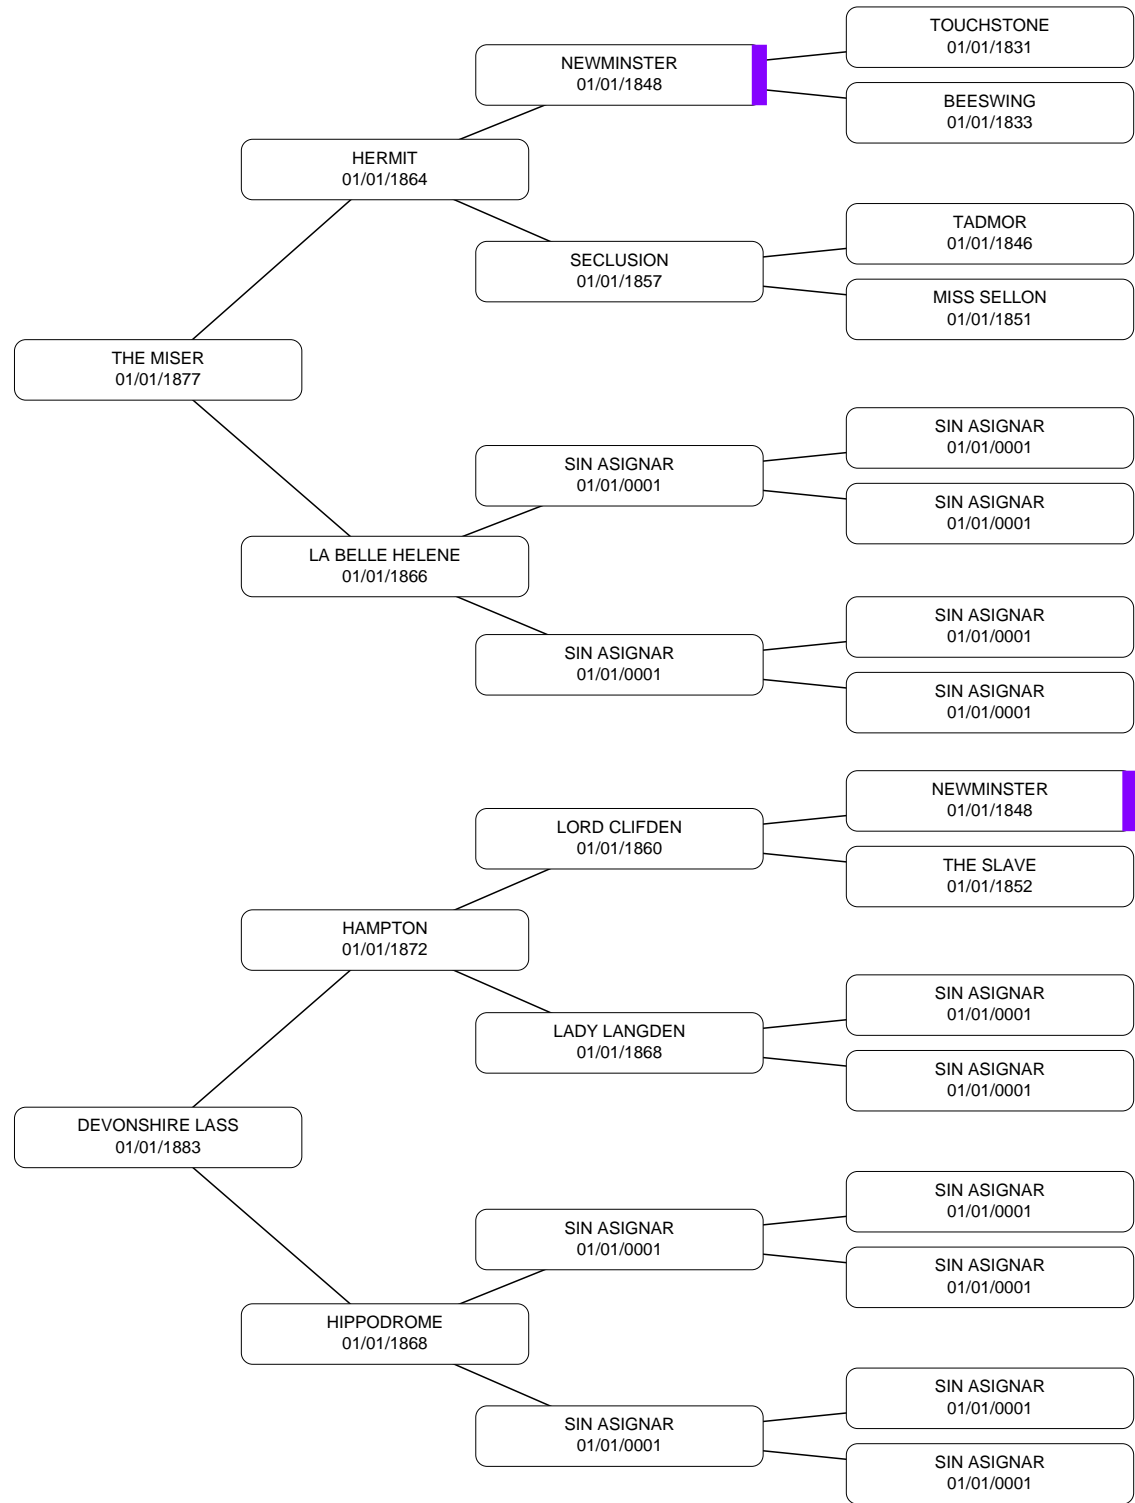 TOUCHSTONE
01/01/1831
NEWMINSTER
01/01/1848
BEESWING
01/01/1833
HERMIT
01/01/1864
TADMOR
01/01/1846
SECLUSION
01/01/1857
MISS SELLON
01/01/1851
THE MISER
01/01/1877
SIN ASIGNAR
01/01/0001
SIN ASIGNAR
01/01/0001
SIN ASIGNAR
01/01/0001
LA BELLE HELENE
01/01/1866
SIN ASIGNAR
01/01/0001
SIN ASIGNAR
01/01/0001
SIN ASIGNAR
01/01/0001
NEWMINSTER
01/01/1848
LORD CLIFDEN
01/01/1860
THE SLAVE
01/01/1852
HAMPTON
01/01/1872
SIN ASIGNAR
01/01/0001
LADY LANGDEN
01/01/1868
SIN ASIGNAR
01/01/0001
DEVONSHIRE LASS
01/01/1883
SIN ASIGNAR
01/01/0001
SIN ASIGNAR
01/01/0001
SIN ASIGNAR
01/01/0001
HIPPODROME
01/01/1868
SIN ASIGNAR
01/01/0001
SIN ASIGNAR
01/01/0001
SIN ASIGNAR
01/01/0001